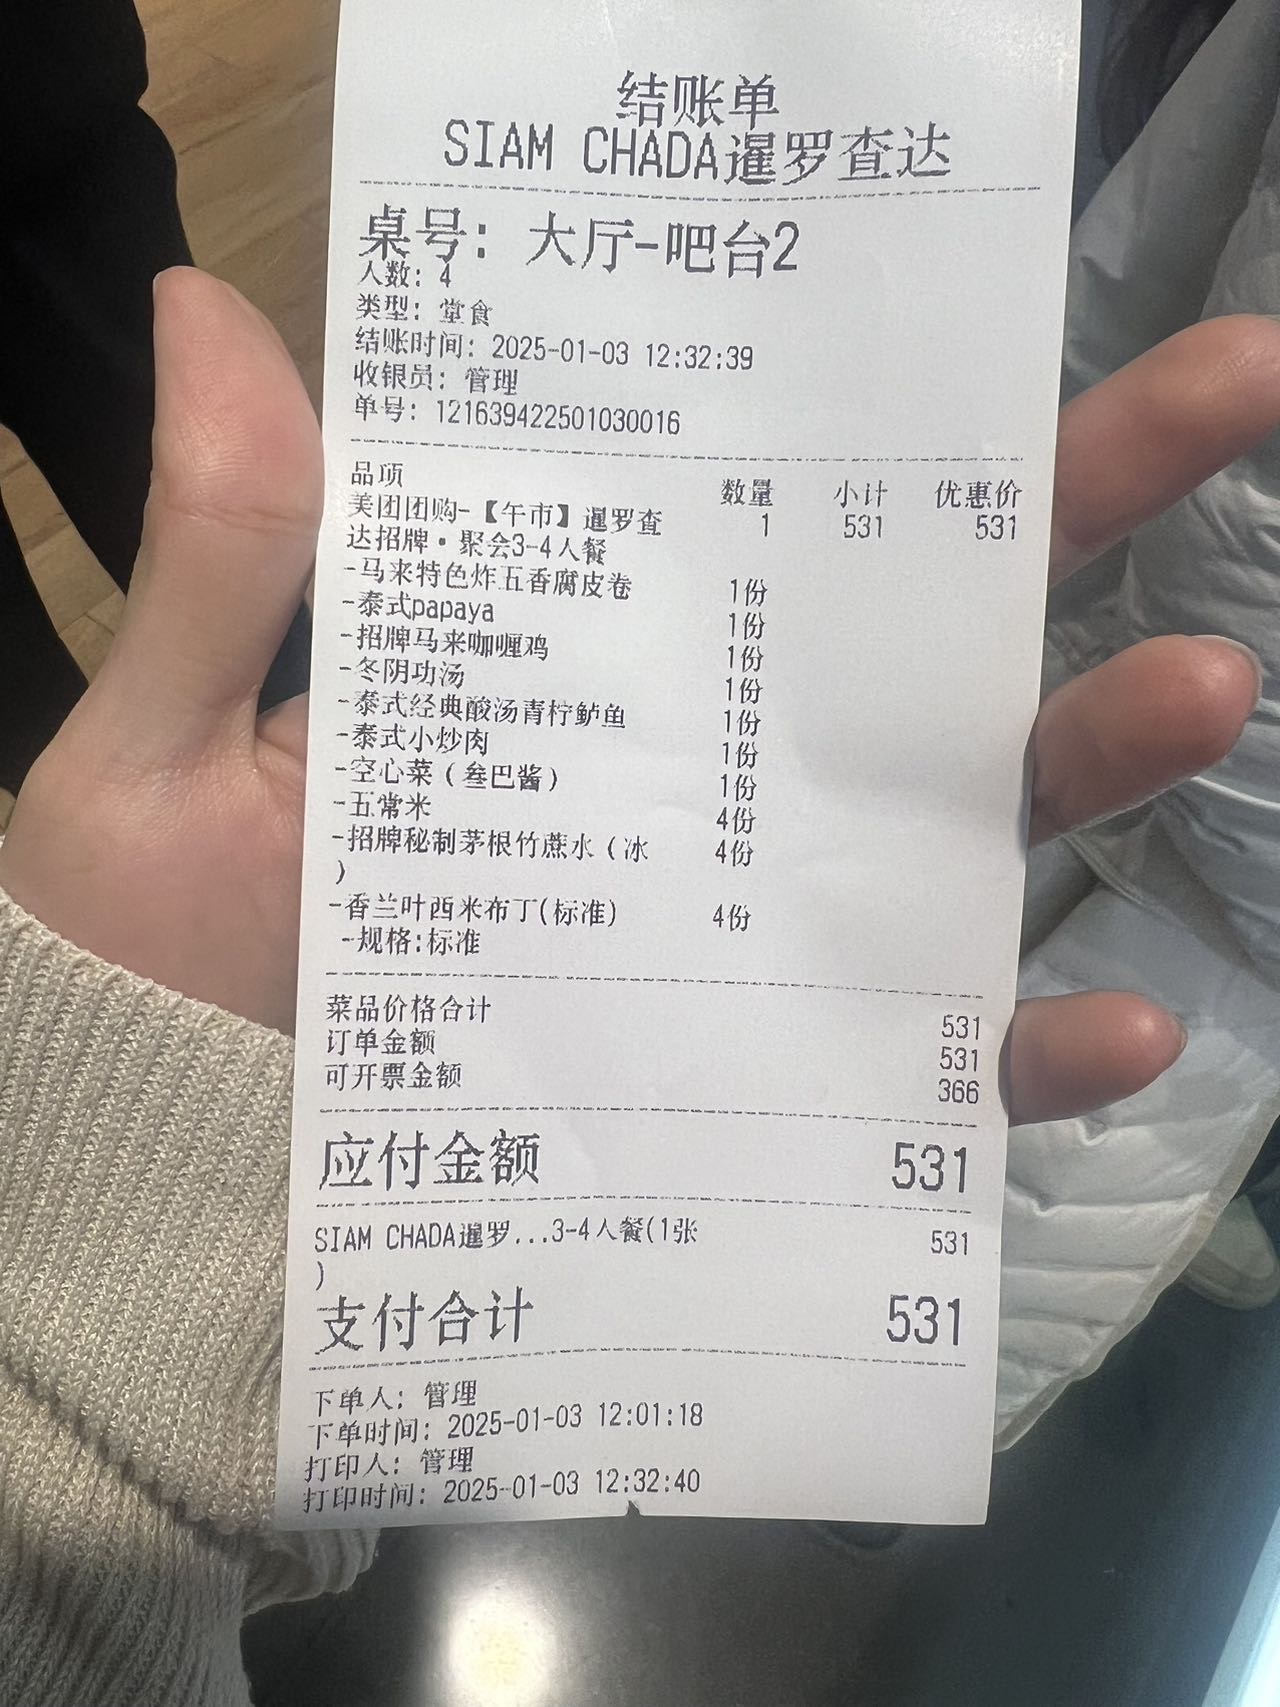 结账单
SIAM CHADA暹罗查达
桌号: 大厅-吧台2
人数: 4
类型: 堂食
结账时间: 2025-01-03 12:32:39
收银员: 管理
单号: 121639422501030016
品项 数量 小计 优惠价
美团团购-【午市】暹罗查 1 531 531
达招牌•聚会3-4人餐
-马来特色炸五香腐皮卷 1份
-泰式papaya 1份
-招牌马来咖喱鸡 1份
-冬阴功汤 1份
-泰式经典酸汤青柠鲈鱼 1份
-泰式小炒肉 1份
-空心菜（叁巴酱） 1份
-五常米 4份
-招牌秘制茅根竹蔗水（冰 4份
）
-香兰叶西米布丁(标准) 4份
-规格:标准
菜品价格合计 531
订单金额 531
可开票金额 366
应付金额 531
SIAM CHADA暹罗...3-4人餐(1张 531
)
支付合计 531
下单人: 管理
下单时间: 2025-01-03 12:01:18
打印人: 管理
打印时间: 2025-01-03 12:32:40